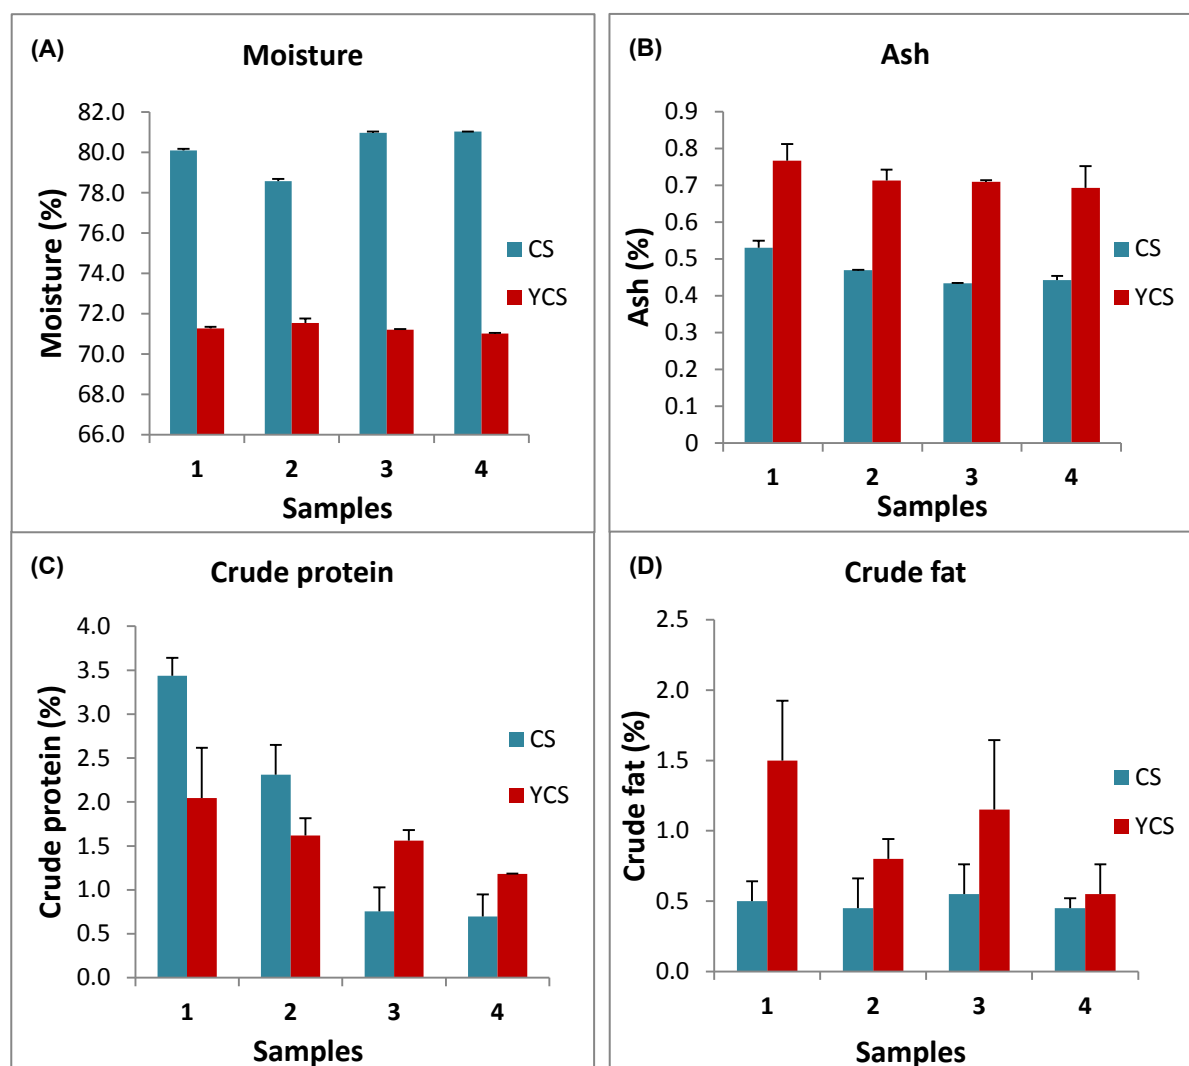 (A)
Moisture
Moisture (%)
82.0
80.0
78.0
76.0
74.0
72.0
70.0
68.0
66.0
1 2 3 4
Samples
CS
YCS
(B)
Ash
Ash (%)
0.9
0.8
0.7
0.6
0.5
0.4
0.3
0.2
0.1
0
1 2 3 4
Samples
CS
YCS
(C)
Crude protein
Crude protein (%)
4.0
3.5
3.0
2.5
2.0
1.5
1.0
0.5
0.0
1 2 3 4
Samples
CS
YCS
(D)
Crude fat
Crude fat (%)
2.5
2.0
1.5
1.0
0.5
0.0
1 2 3 4
Samples
CS
YCS